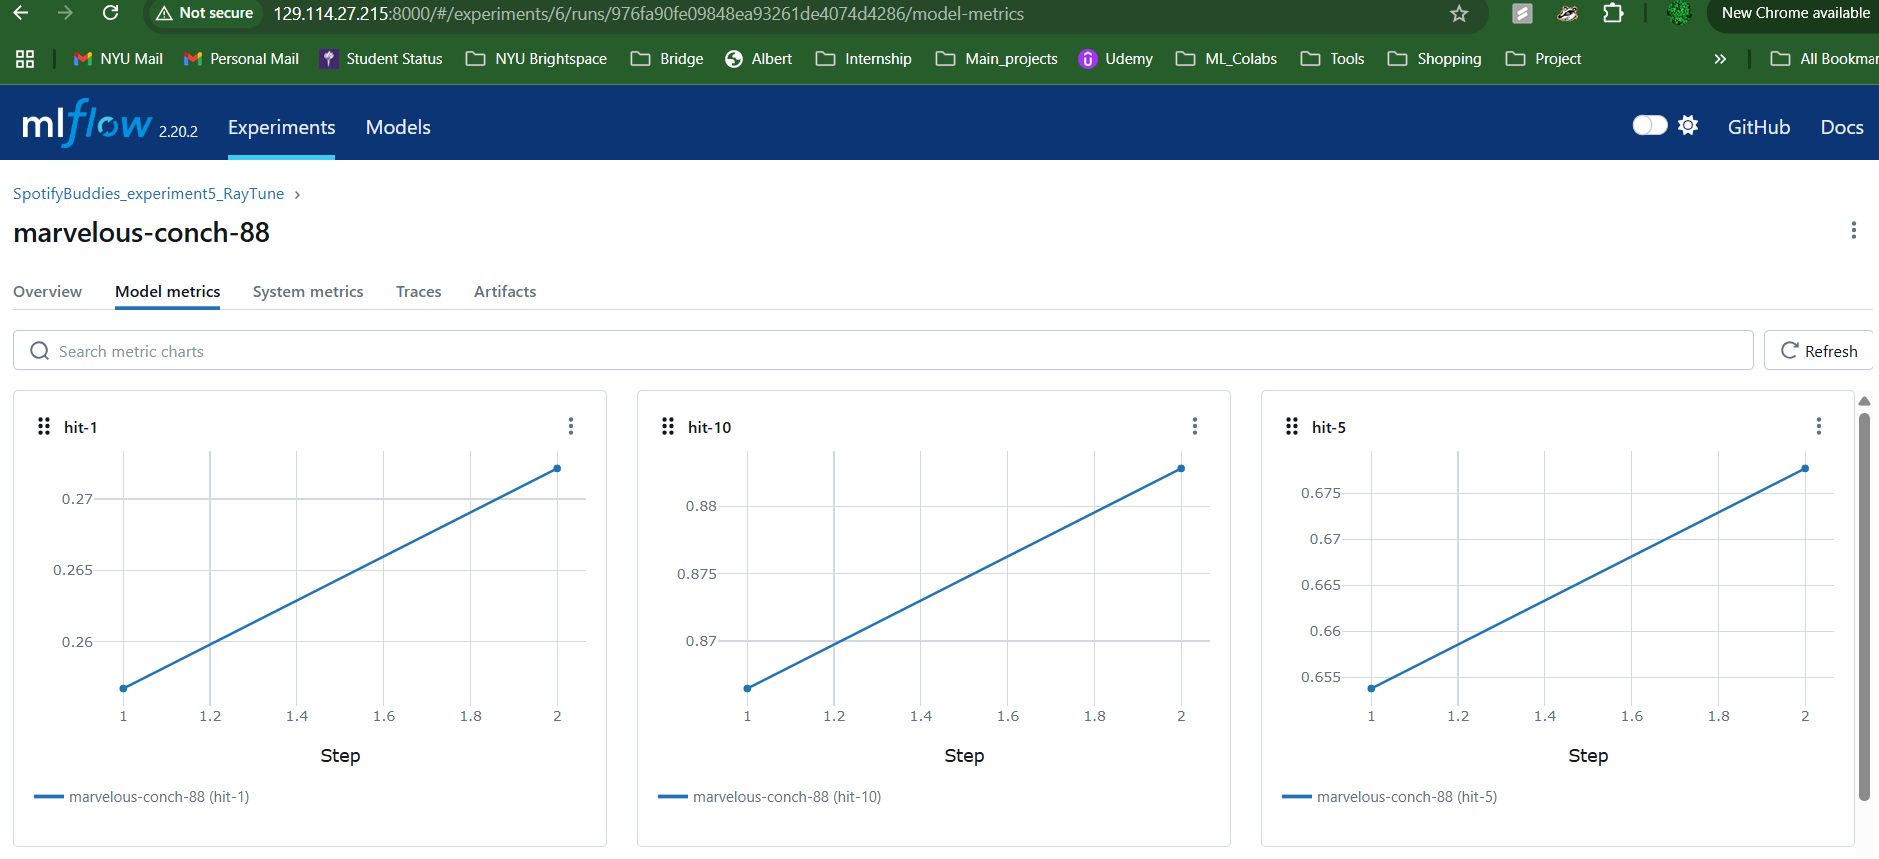 Not secure 129.114.27.215:8000/#/experiments/6/runs/976fa90fe09848ea93261de4074d4286/model-metrics New Chrome available
NYU Mail Personal Mail Student Status NYU Brightspace Bridge Albert Internship Main_projects Udemy ML_Colabs Tools Shopping Project » All Bookmar
mlflow 2.20.2 Experiments Models GitHub Docs
SpotifyBuddies_experiment5_RayTune ›
marvelous-conch-88
Overview Model metrics System metrics Traces Artifacts
Search metric charts Refresh
hit-1
0.27
0.265
0.26
1 1.2 1.4 1.6 1.8 2
Step
marvelous-conch-88 (hit-1)
hit-10
0.88
0.875
0.87
1 1.2 1.4 1.6 1.8 2
Step
marvelous-conch-88 (hit-10)
hit-5
0.675
0.67
0.665
0.66
0.655
1 1.2 1.4 1.6 1.8 2
Step
marvelous-conch-88 (hit-5)